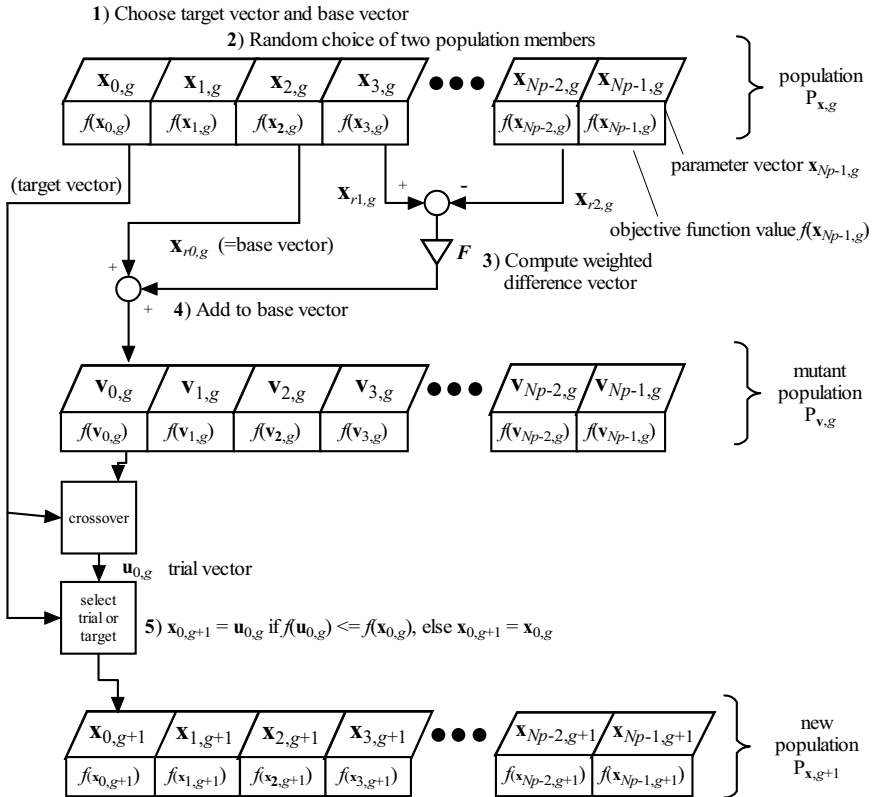 1) Choose target vector and base vector
2) Random choice of two population members
x0,g x1,g x2,g x3,g ●●● xNp-2,g xNp-1,g
f(x0,g) f(x1,g) f(x2,g) f(x3,g) f(xNp-2,g) f(xNp-1,g)
population
Px,g
(target vector)
xr1,g + - xr2,g
parameter vector xNp-1,g
objective function value f(xNp-1,g)
xr0,g (=base vector)
F
3) Compute weighted
difference vector
+
+
4) Add to base vector
v0,g v1,g v2,g v3,g ●●● vNp-2,g vNp-1,g
f(v0,g) f(v1,g) f(v2,g) f(v3,g) f(vNp-2,g) f(vNp-1,g)
mutant
population
Pv,g
crossover
u0,g trial vector
select
trial or
target
5) x0,g+1 = u0,g if f(u0,g) <= f(x0,g), else x0,g+1 = x0,g
x0,g+1 x1,g+1 x2,g+1 x3,g+1 ●●● xNp-2,g+1 xNp-1,g+1
f(x0,g+1) f(x1,g+1) f(x2,g+1) f(x3,g+1) f(xNp-2,g+1) f(xNp-1,g+1)
new
population
Px,g+1